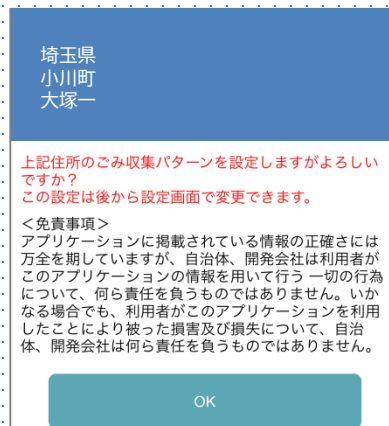 埼玉県
小川町
大塚一
上記住所のごみ収集パターンを設定しますがよろしい
ですか？
この設定は後から設定画面で変更できます。
＜免責事項＞
アプリケーションに掲載されている情報の正確さには
万全を期していますが、自治体、開発会社は利用者が
このアプリケーションの情報を用いて行う 一切の行為
について、何ら責任を負うものではありません。いか
なる場合でも、利用者がこのアプリケーションを利用
したことにより被った損害及び損失について、自治
体、開発会社は何ら責任を負うものではありません。
OK